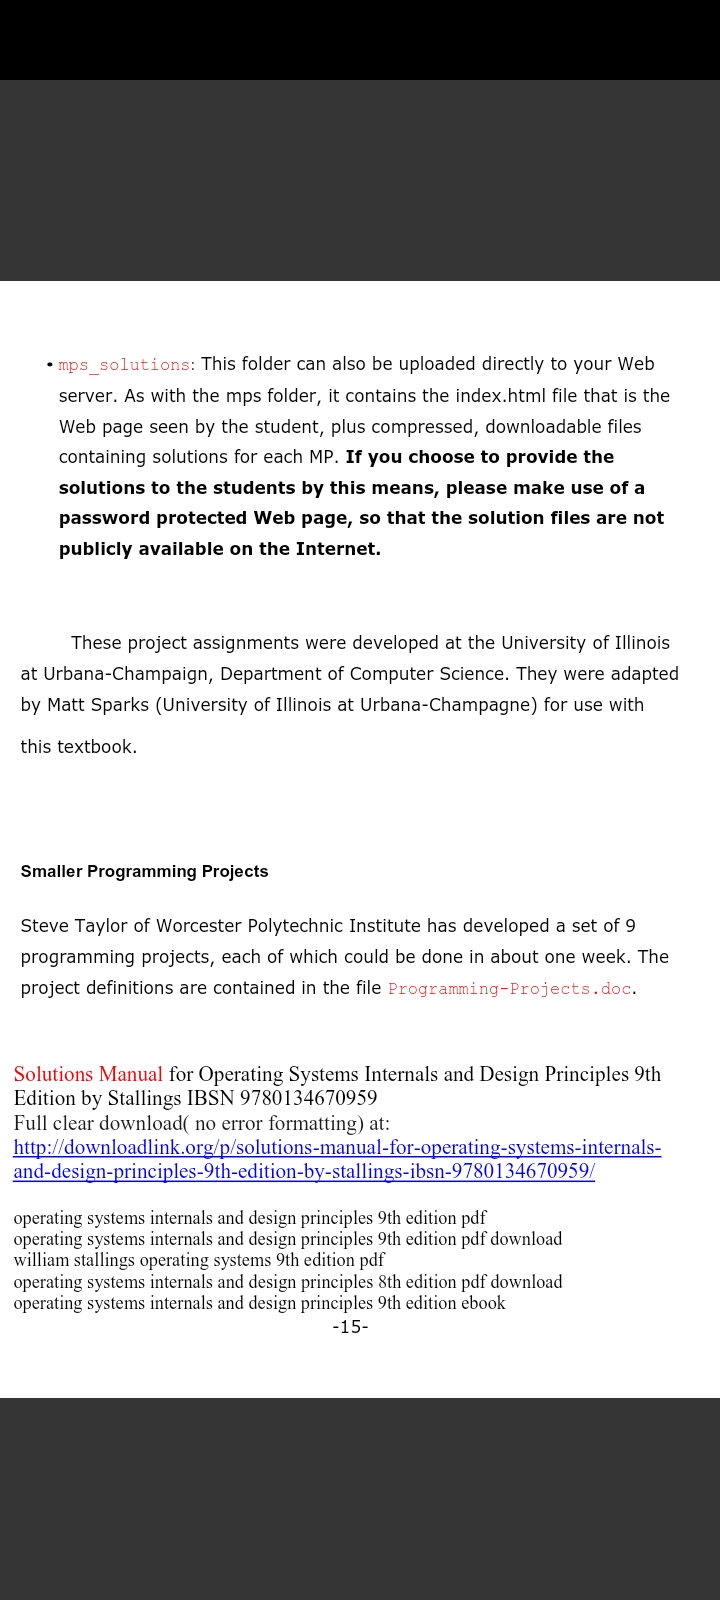 • mps_solutions: This folder can also be uploaded directly to your Web
server. As with the mps folder, it contains the index.html file that is the
Web page seen by the student, plus compressed, downloadable files
containing solutions for each MP. If you choose to provide the
solutions to the students by this means, please make use of a
password protected Web page, so that the solution files are not
publicly available on the Internet.
These project assignments were developed at the University of Illinois
at Urbana-Champaign, Department of Computer Science. They were adapted
by Matt Sparks (University of Illinois at Urbana-Champagne) for use with
this textbook.
Smaller Programming Projects
Steve Taylor of Worcester Polytechnic Institute has developed a set of 9
programming projects, each of which could be done in about one week. The
project definitions are contained in the file Programming-Projects.doc.
Solutions Manual for Operating Systems Internals and Design Principles 9th
Edition by Stallings IBSN 9780134670959
Full clear download( no error formatting) at:
http://downloadlink.org/p/solutions-manual-for-operating-systems-internals-
and-design-principles-9th-edition-by-stallings-ibsn-9780134670959/
operating systems internals and design principles 9th edition pdf
operating systems internals and design principles 9th edition pdf download
william stallings operating systems 9th edition pdf
operating systems internals and design principles 8th edition pdf download
operating systems internals and design principles 9th edition ebook
-15-